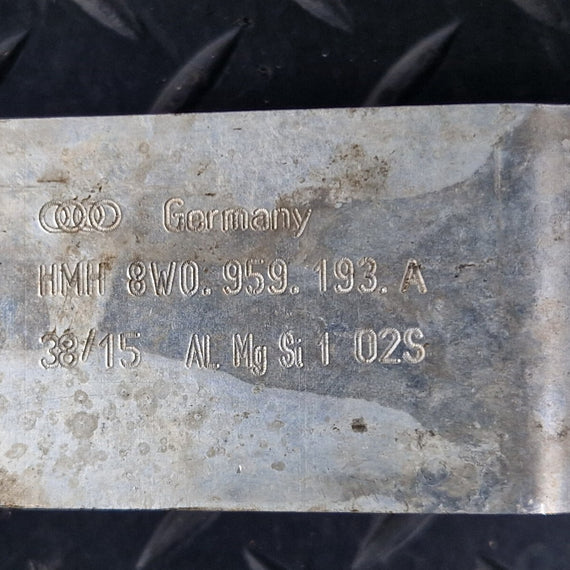 Germany
HMH 8W0. 959. 193. A
38/15 AL Mg Si 1 02S